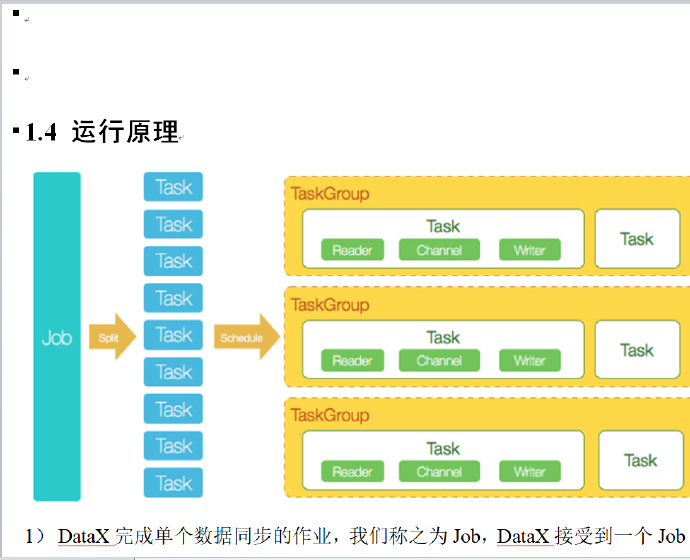 1.4 运行原理
Job
Split
Task
Task
Task
Task
Task
Task
Task
Task
Task
Schedule
TaskGroup
Task
Reader Channel Writer
Task
TaskGroup
Task
Reader Channel Writer
Task
TaskGroup
Task
Reader Channel Writer
Task
1） DataX 完成单个数据同步的作业，我们称之为 Job，DataX 接受到一个 Job